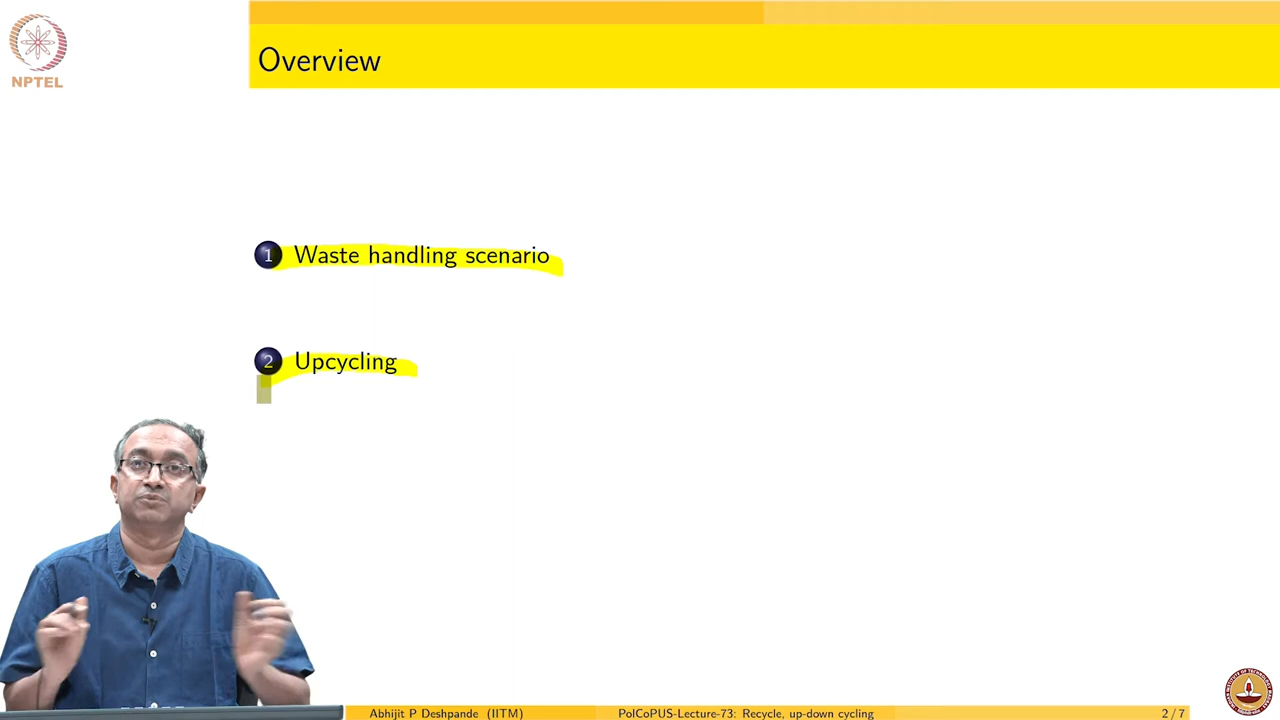 NPTEL
Overview
1 Waste handling scenario
2 Upcycling
Abhijit P Deshpande (IITM) PolCoPUS-Lecture-73: Recycle, up-down cycling 2 / 7